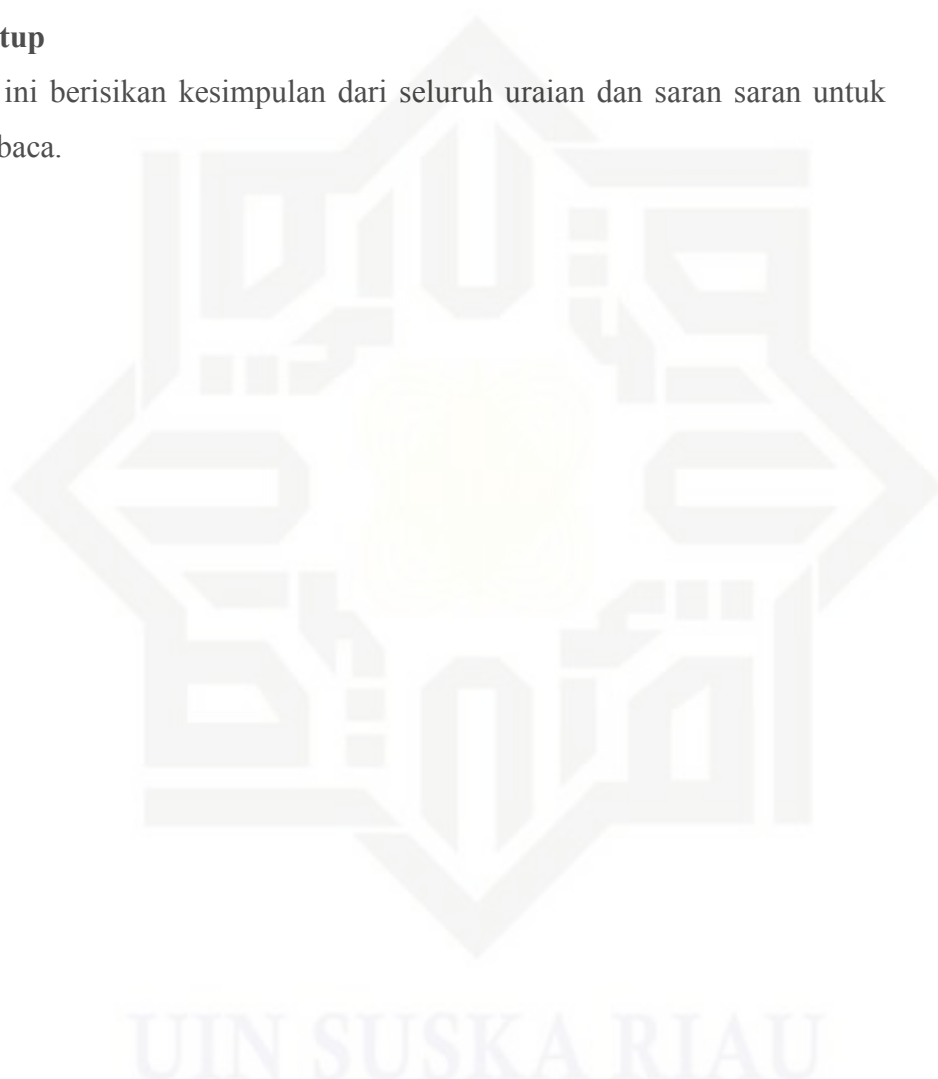 tup
ini berisikan kesimpulan dari seluruh uraian dan saran saran untuk
baca.
UIN SUSKA RIAU